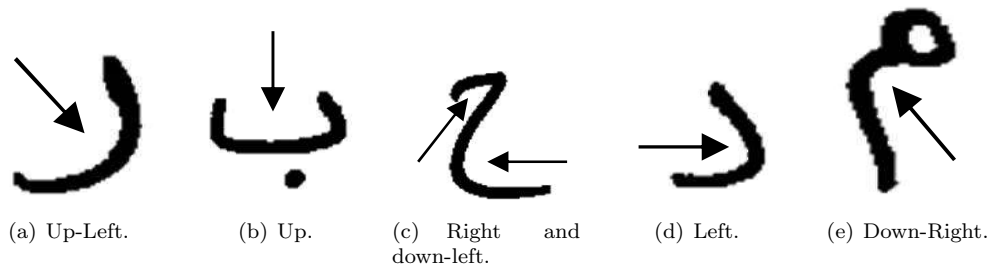 ر ب ح د م
(a) Up-Left. (b) Up. (c) Right and down-left. (d) Left. (e) Down-Right.